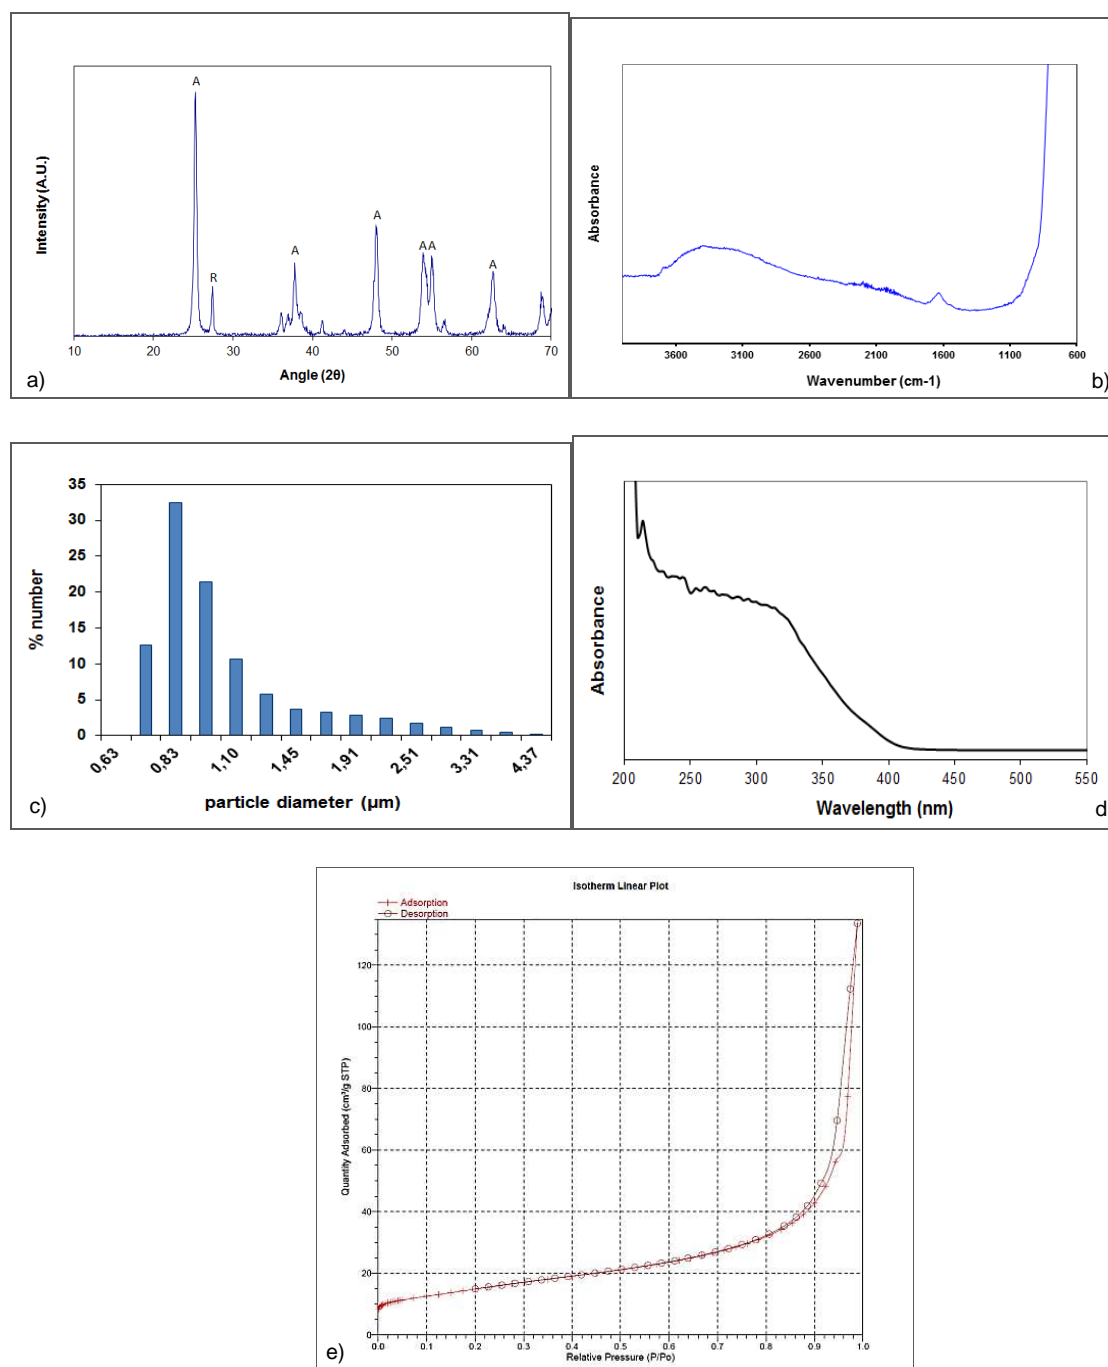 A
R
A
A
A A
A
Intensity (A.U.)
10 20 30 40 50 60 70
Angle (2θ)
a)
Absorbance
3600 3100 2600 2100 1600 1100 600
Wavenumber (cm-1)
b)
35
30
25
20
15
10
5
0
% number
0,63 0,83 1,10 1,45 1,91 2,51 3,31 4,37
particle diameter (µm)
c)
Absorbance
200 250 300 350 400 450 500 550
Wavelength (nm)
d
Isotherm Linear Plot
Adsorption
Desorption
120
100
80
60
40
20
0
Quantity Adsorbed (cm³/g STP)
0.0 0.1 0.2 0.3 0.4 0.5 0.6 0.7 0.8 0.9 1.0
Relative Pressure (P/Po)
e)